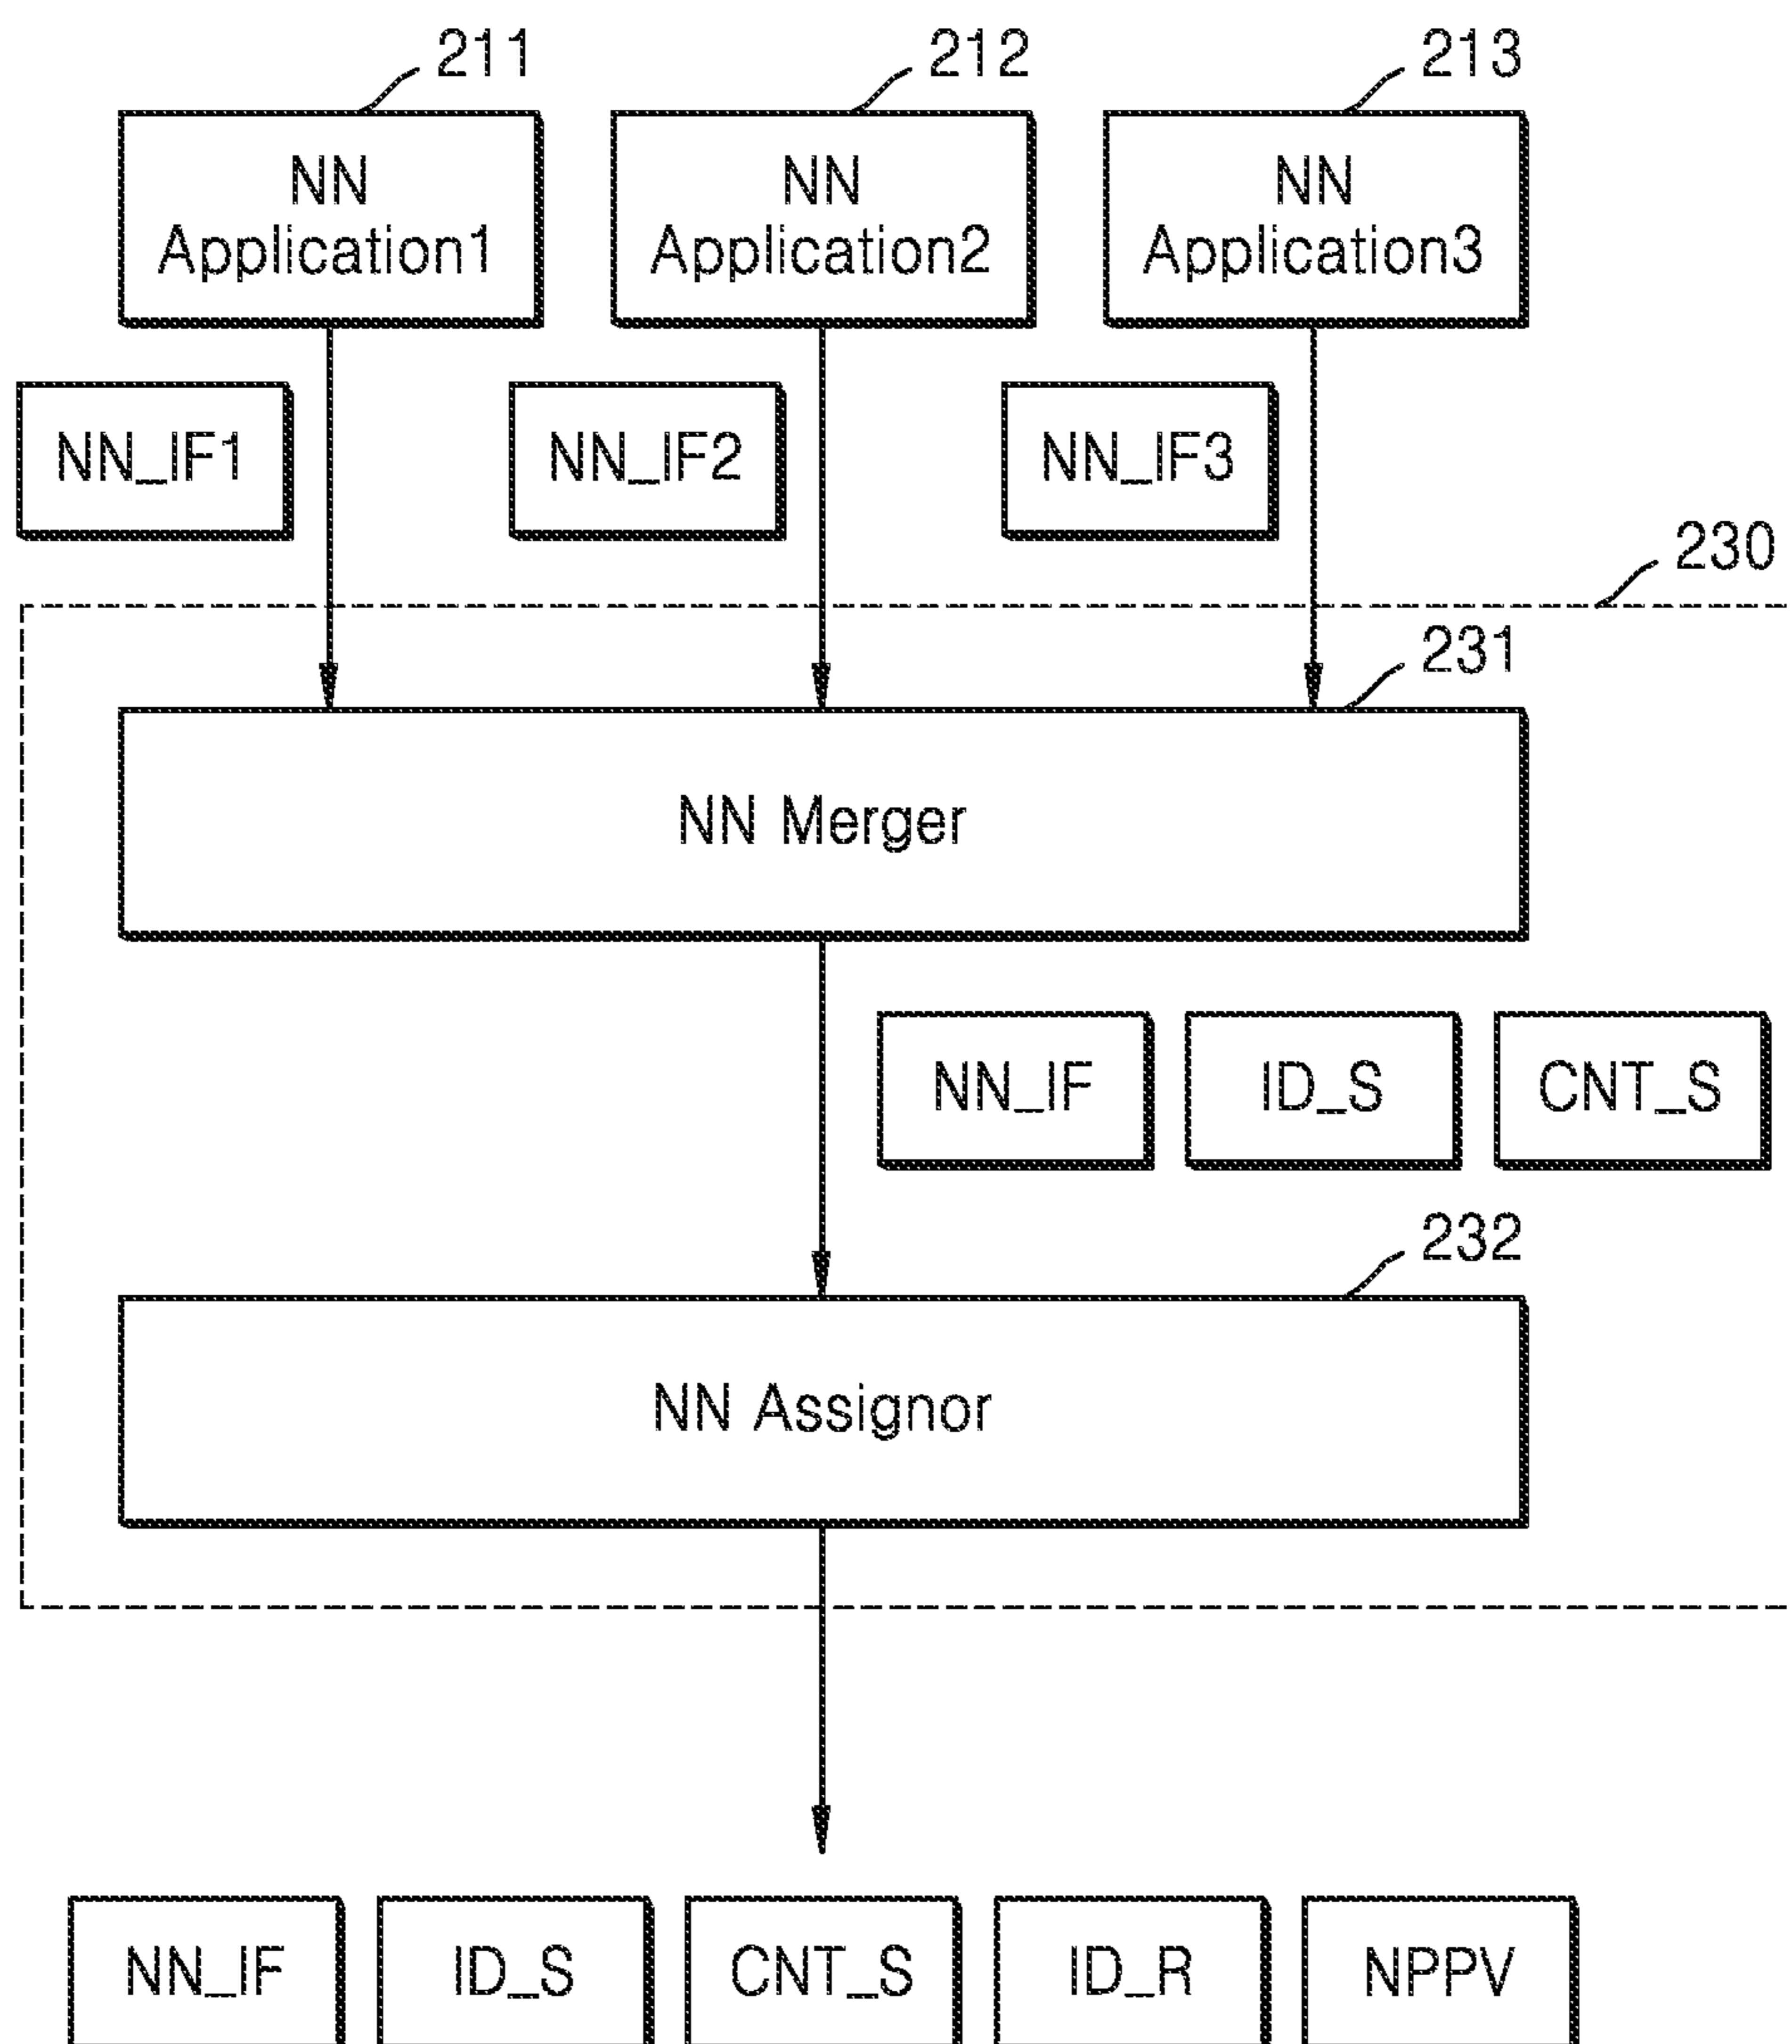 211
212
213
NN
Application1
NN
Application2
NN
Application3
NN_IF1
NN_IF2
NN_IF3
230
231
NN Merger
NN_IF
ID_S
CNT_S
232
NN Assignor
NN_IF
ID_S
CNT_S
ID_R
NPPV